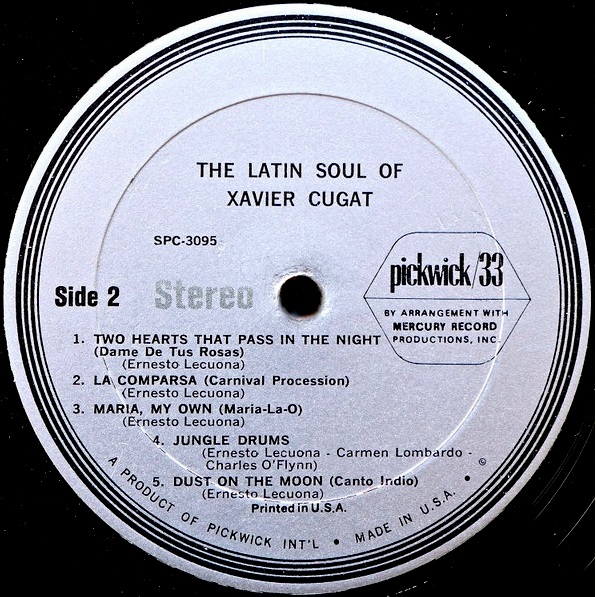 THE LATIN SOUL OF
XAVIER CUGAT
SPC-3095
pickwick/33
Side 2
Stereo
BY ARRANGEMENT WITH
MERCURY RECORD
PRODUCTIONS, INC.
1. TWO HEARTS THAT PASS IN THE NIGHT
(Dame De Tus Rosas)
(Ernesto Lecuona)
2. LA COMPARSA (Carnival Procession)
(Ernesto Lecuona)
3. MARIA, MY OWN (Maria-La-O)
(Ernesto Lecuona)
4. JUNGLE DRUMS
(Ernesto Lecuona - Carmen Lombardo -
Charles O'Flynn)
5. DUST ON THE MOON (Canto Indio)
(Ernesto Lecuona)
Printed in U.S.A.
A PRODUCT OF PICKWICK INT'L • MADE IN U.S.A. • ©